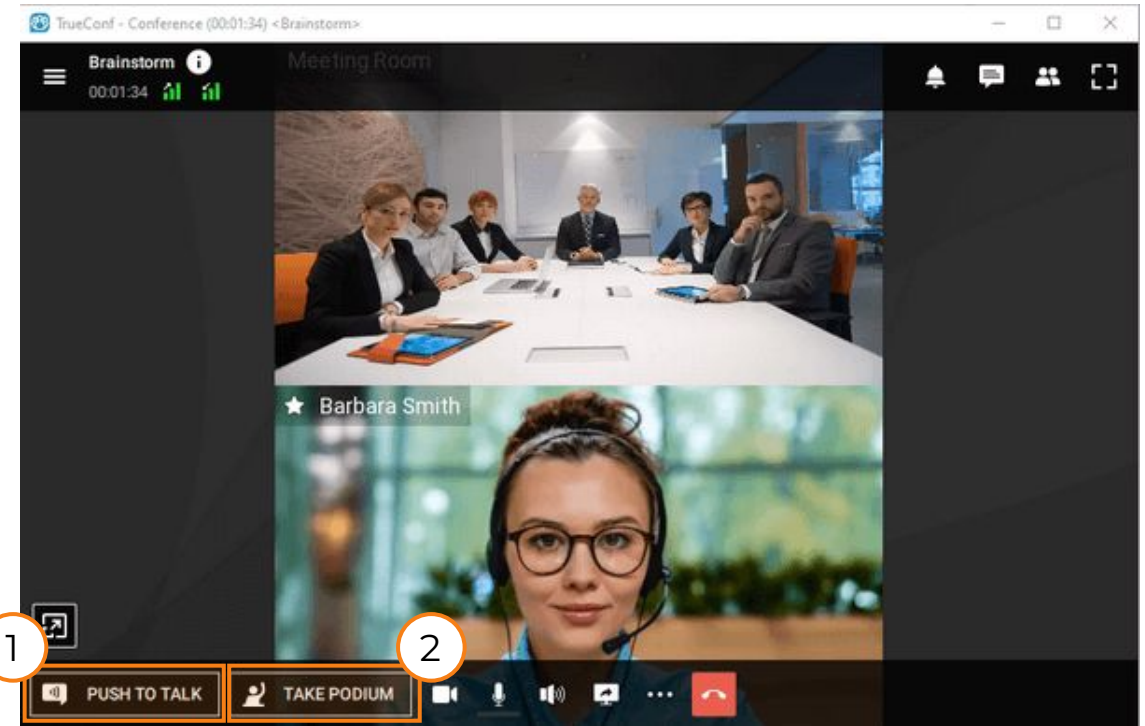 TrueConf - Conference (00:01:34) <Brainstorm>
Brainstorm
00:01:34
Meeting Room
Barbara Smith
1
2
PUSH TO TALK
TAKE PODIUM